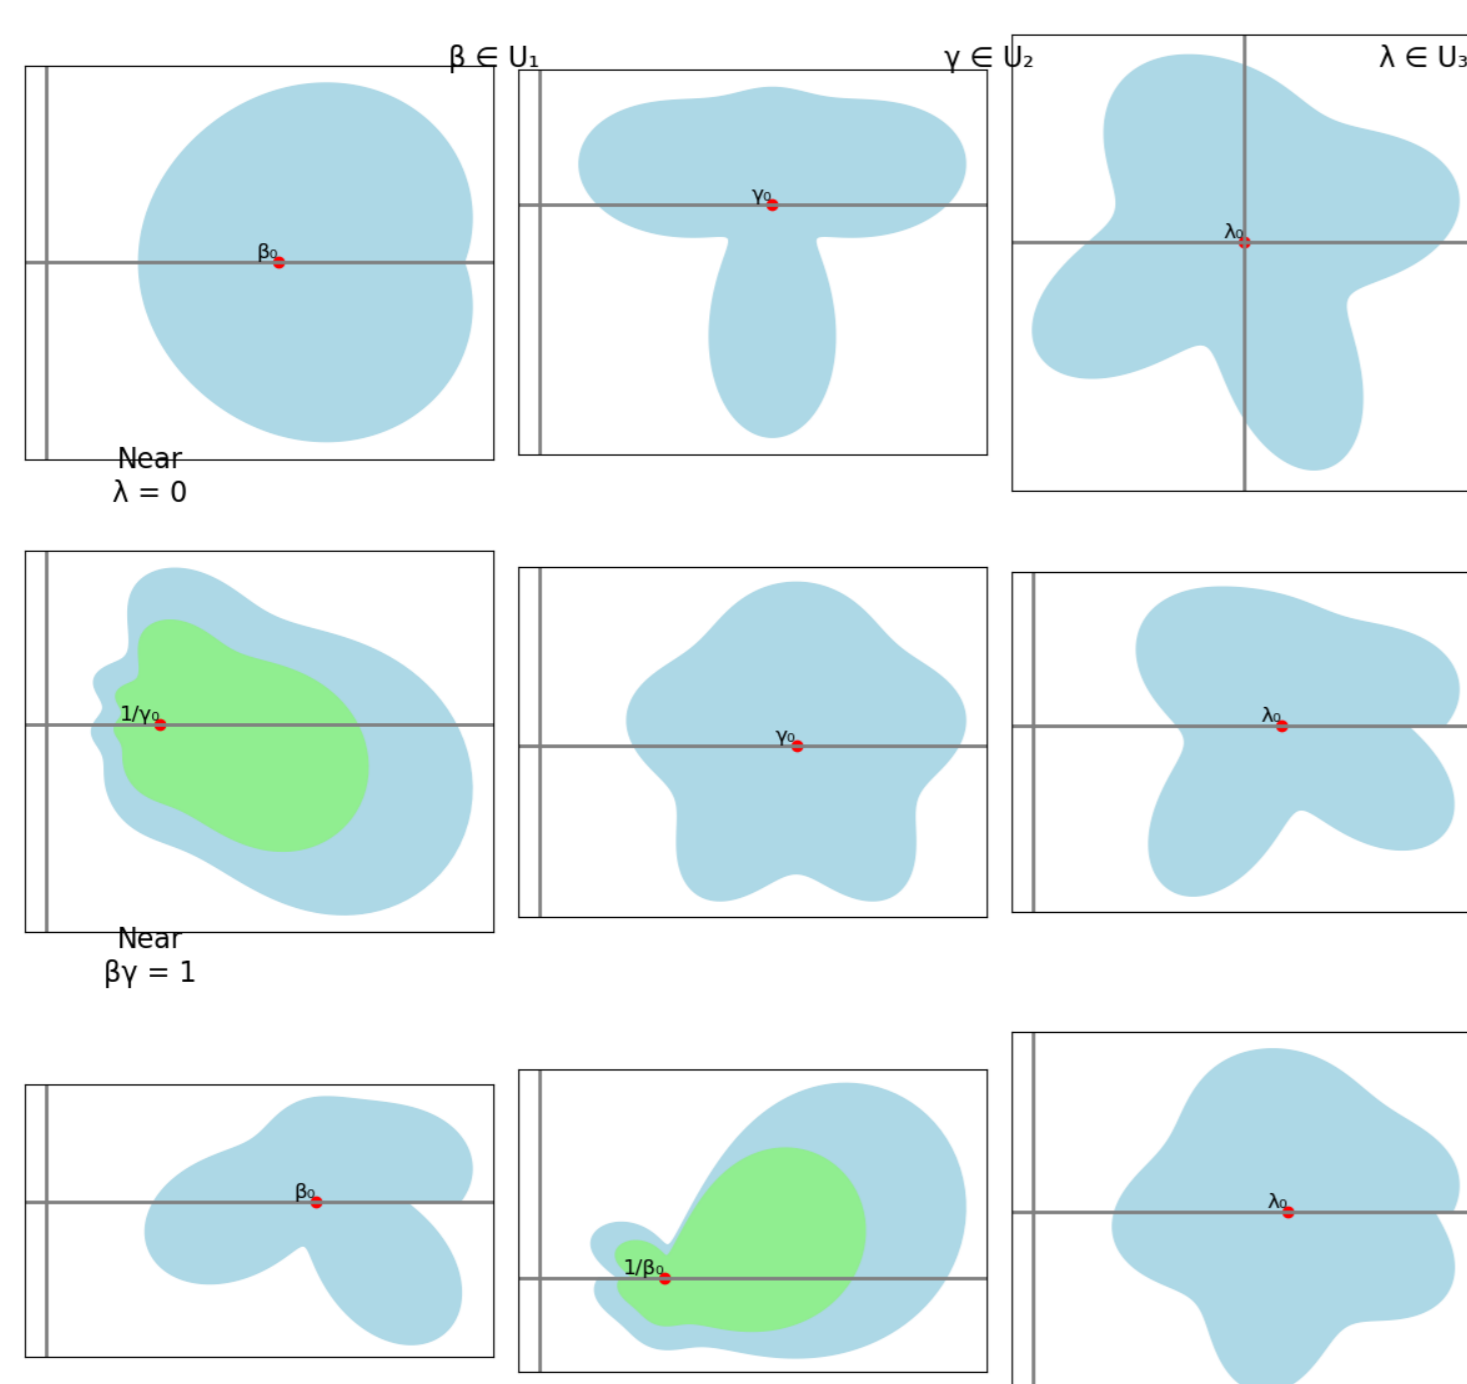 β ∈ U₁
γ ∈ U₂
λ ∈ U₃
β₀
γ₀
λ₀
Near
λ = 0
1/γ₀
γ₀
λ₀
Near
βγ = 1
β₀
1/β₀
λ₀